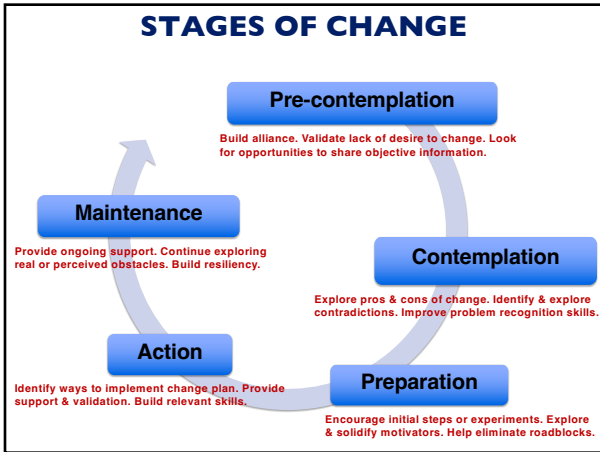 STAGES OF CHANGE
Pre-contemplation
Build alliance. Validate lack of desire to change. Look
for opportunities to share objective information.
Contemplation
Explore pros & cons of change. Identify & explore
contradictions. Improve problem recognition skills.
Preparation
Encourage initial steps or experiments. Explore
& solidify motivators. Help eliminate roadblocks.
Action
Identify ways to implement change plan. Provide
support & validation. Build relevant skills.
Maintenance
Provide ongoing support. Continue exploring
real or perceived obstacles. Build resiliency.